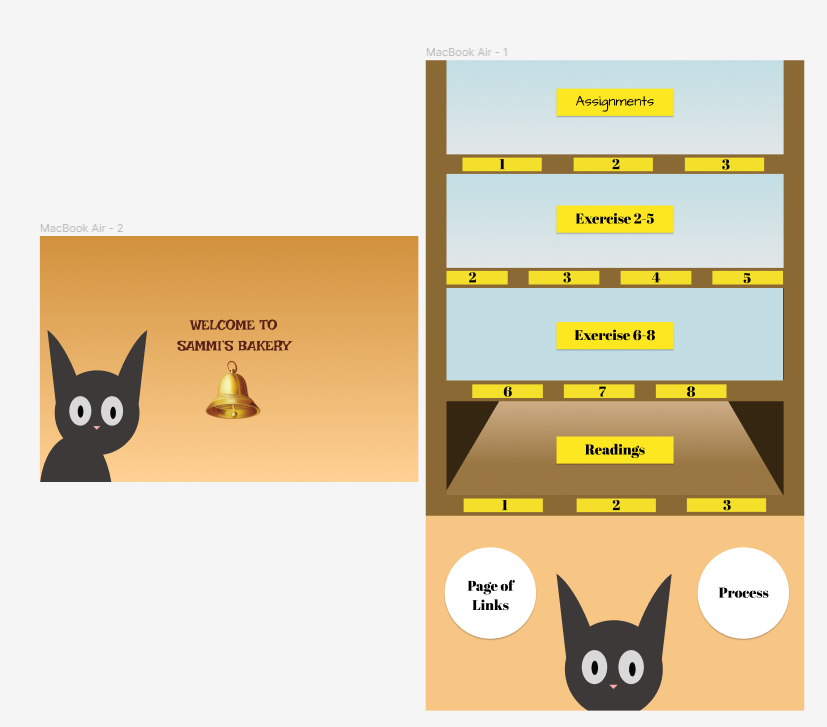 MacBook Air - 1
Assignments
1 2 3
Exercise 2-5
2 3 4 5
Exercise 6-8
6 7 8
Readings
1 2 3
Page of
Links
Process
MacBook Air - 2
WELCOME TO
SAMMI'S BAKERY